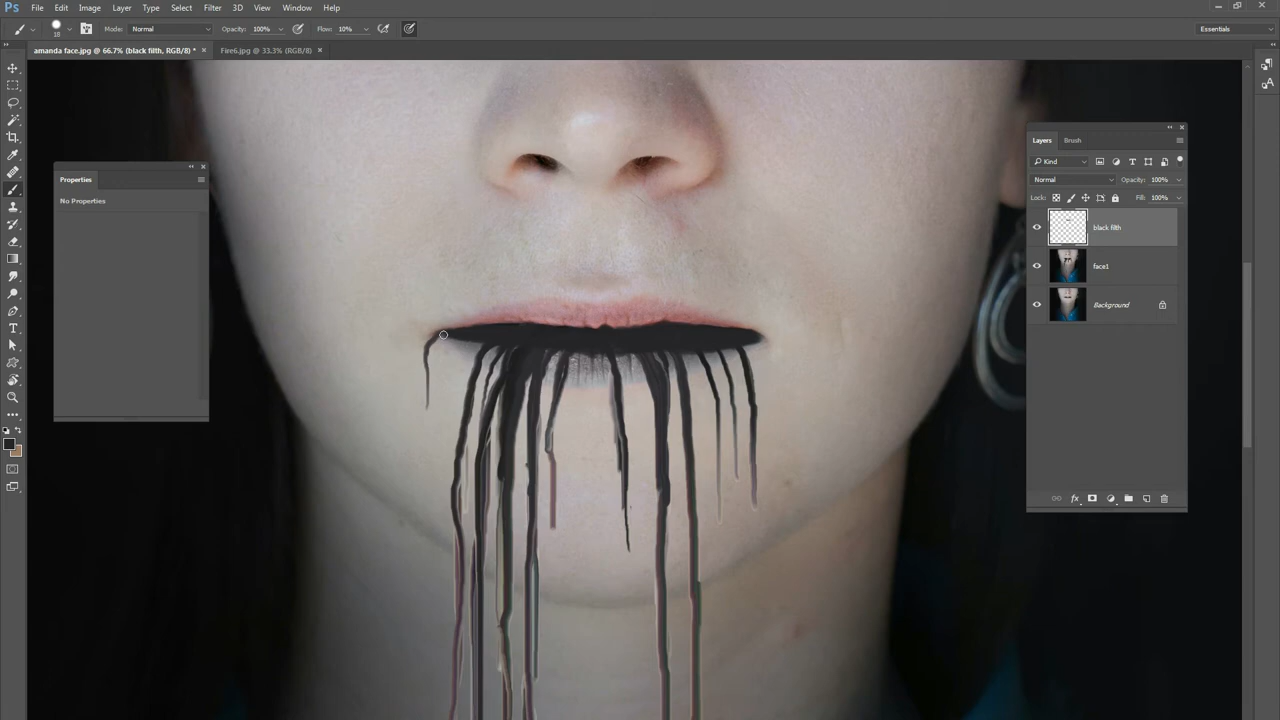 Ps File Edit Image Layer Type Select Filter 3D View Window Help
18 Mode: Normal Opacity: 100% Flow: 10% Essentials
amanda face.jpg @ 66.7% (black filth, RGB/8) * × Fire6.jpg @ 33.3% (RGB/8) ×
Properties
No Properties
Layers Brush
Kind
Normal Opacity: 100%
Lock: Fill: 100%
black filth
face1
Background
fx